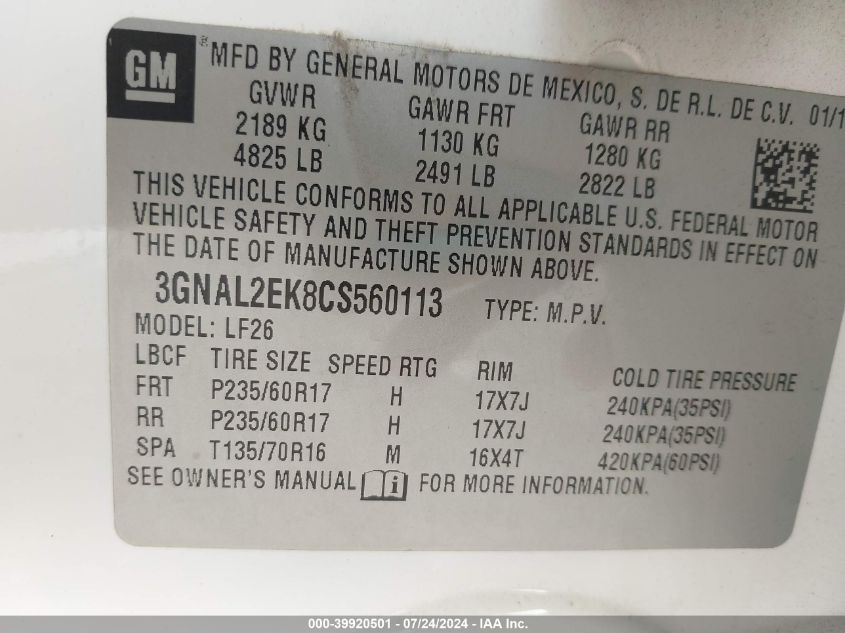 GM
® MFD BY GENERAL MOTORS DE MEXICO, S. DE R.L. DE C.V. 01/1
GVWR GAWR FRT GAWR RR
2189 KG 1130 KG 1280 KG
4825 LB 2491 LB 2822 LB
THIS VEHICLE CONFORMS TO ALL APPLICABLE U.S. FEDERAL MOTOR
VEHICLE SAFETY AND THEFT PREVENTION STANDARDS IN EFFECT ON
THE DATE OF MANUFACTURE SHOWN ABOVE.
3GNAL2EK8CS560113 TYPE: M.P.V.
MODEL: LF26
LBCF TIRE SIZE SPEED RTG RIM COLD TIRE PRESSURE
FRT P235/60R17 H 17X7J 240KPA(35PSI)
RR P235/60R17 H 17X7J 240KPA(35PSI)
SPA T135/70R16 M 16X4T 420KPA(60PSI)
SEE OWNER'S MANUAL i FOR MORE INFORMATION.
000-39920501 - 07/24/2024 - IAA Inc.